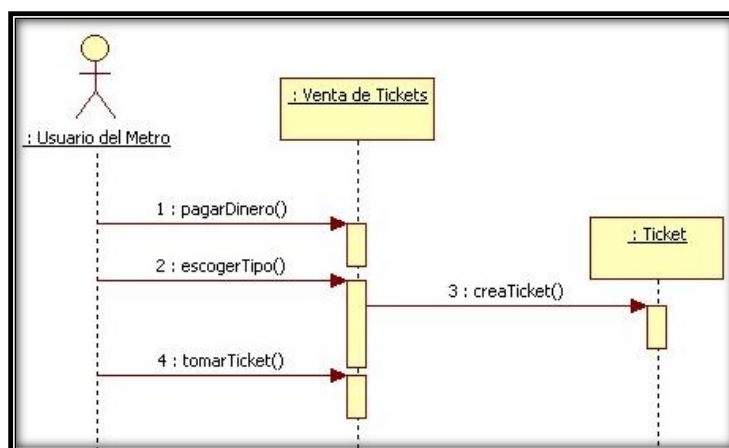 : Venta de Tickets
: Usuario del Metro
1 : pagarDinero()
: Ticket
2 : escogerTipo()
3 : creaTicket()
4 : tomarTicket()